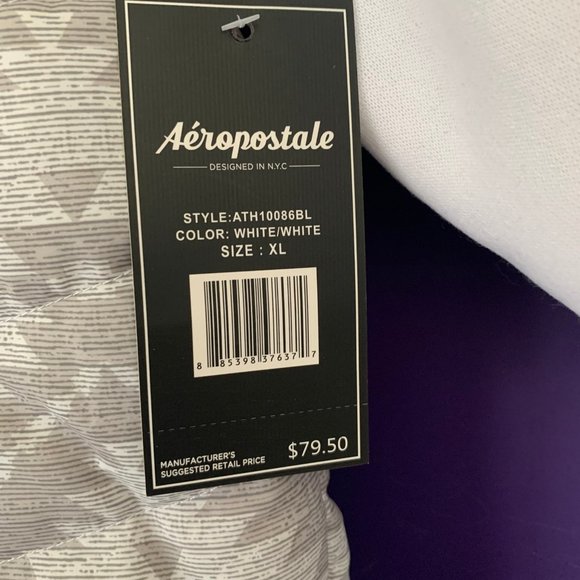 Aéropostale
DESIGNED IN N.Y.C
STYLE:ATH10086BL
COLOR: WHITE/WHITE
SIZE : XL
8 85398 37637 7
MANUFACTURER'S
SUGGESTED RETAIL PRICE
$79.50